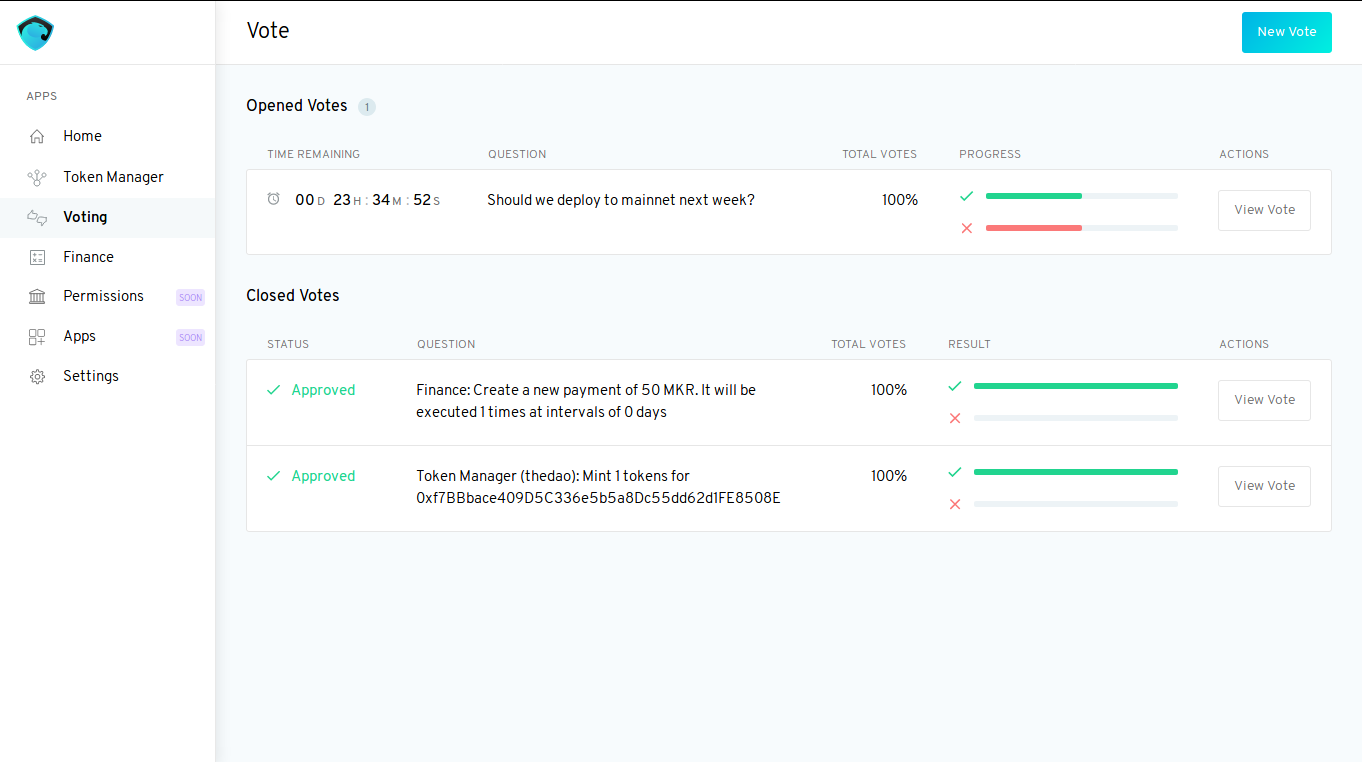 Vote
New Vote
APPS
Home
Token Manager
Voting
Finance
Permissions SOON
Apps SOON
Settings
Opened Votes 1
TIME REMAINING QUESTION TOTAL VOTES PROGRESS ACTIONS
00 D 23 H : 34 M : 52 S Should we deploy to mainnet next week? 100% View Vote
Closed Votes
STATUS QUESTION TOTAL VOTES RESULT ACTIONS
Approved Finance: Create a new payment of 50 MKR. It will be 100% View Vote
executed 1 times at intervals of 0 days
Approved Token Manager (thedao): Mint 1 tokens for 100% View Vote
0xf7BBbace409D5C336e5b5a8Dc55dd62d1FE8508E